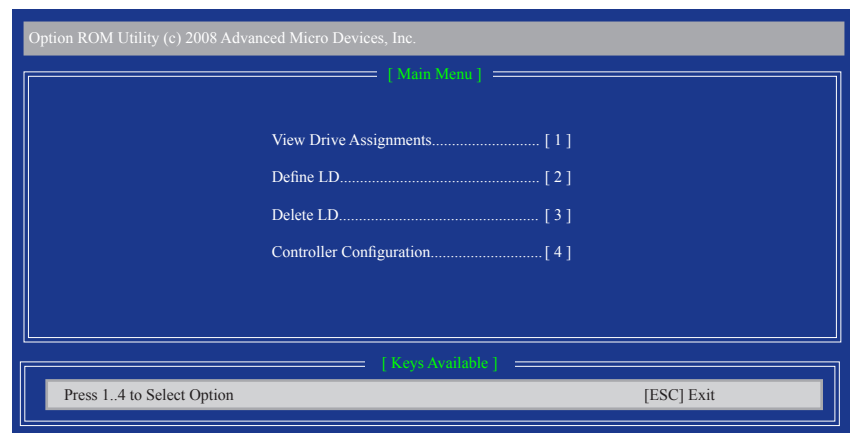 Option ROM Utility (c) 2008 Advanced Micro Devices, Inc.
[ Main Menu ]
View Drive Assignments........................... [ 1 ]
Define LD.................................................. [ 2 ]
Delete LD.................................................. [ 3 ]
Controller Configuration............................ [ 4 ]
[ Keys Available ]
Press 1..4 to Select Option [ESC] Exit